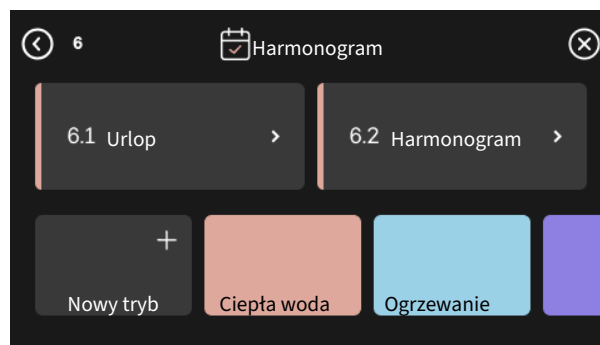 6 Harmonogram
6.1 Urlop
6.2 Harmonogram
Nowy tryb
Ciepła woda
Ogrzewanie